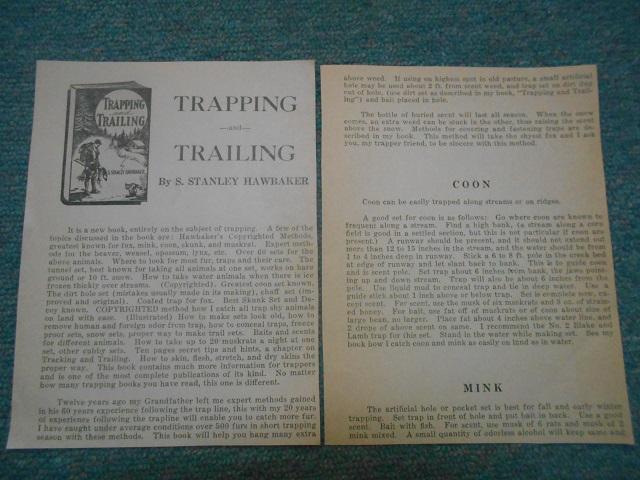 TRAPPING
and
TRAILING
S. STANLEY HAWBAKER
TRAPPING
—and—
TRAILING
By S. STANLEY HAWBAKER
It is a new book, entirely on the subject of trapping. A few of the
topics discussed in the book are: Hawbaker's Copyrighted Methods,
greatest known for fox, mink, coon, skunk, and muskrat. Expert meth-
ods for the beaver, weasel, opossum, lynx, etc. Over 60 sets for the
above animals. Where to look for most fur, traps and their care. The
tunnel set, best known for taking all animals to one set, works on bare
ground or 10 ft. snow. How to take water animals when there is ice
frozen thickly over streams. (Copyrighted). Greatest coon set known.
The dirt hole set (mistakes usually made in its making), chaff set (im-
proved and original). Coated trap for fox. Best Skunk Set and De-
coy known. COPYRIGHTED method how I catch all trap shy animals
on land with ease. (Illustrated) How to make sets look old, how to
remove human and foreign odor from trap, how to conceal traps, freeze
proof sets, snow sets, proper way to make trail sets. Baits and scents
for different animals. How to take up to 20 muskrats a night at one
set, other cubby sets. Ten pages secret tips and hints, a chapter on
Tracking and Trailing. How to skin, flesh, stretch, and dry skins the
proper way. This book contains much more information for trappers
and is one of the most complete publications of its kind. No matter
how many trapping books you have read, this one is different.
Twelve years ago my Grandfather left me expert methods gained
in his 60 years experience following the trap line, this with my 20 years
of experience following the trapline will enable you to catch more fur.
I have caught under average conditions over 500 furs in short trapping
season with these methods. This book will help you hang many extra
above weed. If using on highest spot in old pasture, a small artificial
hole may be used about 2 ft. from scent weed, and trap set on dirt dug
out of hole, (use dirt set as described in my book, "Trapping and Trail-
ing") and bait placed in hole.
The bottle of buried scent will last all season. When the snow
comes, an extra weed can be stuck in the other, thus raising the scent
above the snow. Methods for covering and fastening traps are de-
scribed in my book. This method will take the shyest fox and I ask
you, my trapper friend, to be sincere with this method.
COON
Coon can be easily trapped along streams or on ridges.
A good set for coon is as follows: Go where coon are known to
frequent along a stream. Find a high bank, (a stream along a corn
field is good in a settled section, but this is not particular if coon are
present.) A runway should be present, and it should not extend out
more than 12 to 15 inches in the stream, and the water should be from
1 to 4 inches deep in runway. Stick a 6 to 8 ft. pole in the creek bed
at edge of runway and let slant back to bank. This is to guide coon
and is scent pole. Set trap about 6 inches from bank, the jaws point-
ing up and down stream. Trap will also be about 6 inches from the
pole. Use liquid mud to conceal trap and tie in deep water. Use a
guide stick about 1 inch above or below trap. Set is complete now, ex-
cept scent. For scent, use the musk of six muskrats and 8 oz. of strain-
ed honey. For bait, use fat off of muskrats or of coon about size of
large bean, no larger. Place fat about 4 inches above water line, and
2 drops of above scent on same. I recommend the No. 2 Blake and
Lamb trap for this set. Stand in the water while making set. See my
book how I catch coon and mink as easily on land as in water.
MINK
The artificial hole or pocket set is best for fall and early winter
trapping. Set trap in front of hole and put bait in back. Use a good
scent. Bait with fish. For scent, use musk of 6 rats and musk of 2
mink mixed. A small quantity of odorless alcohol will keep same and